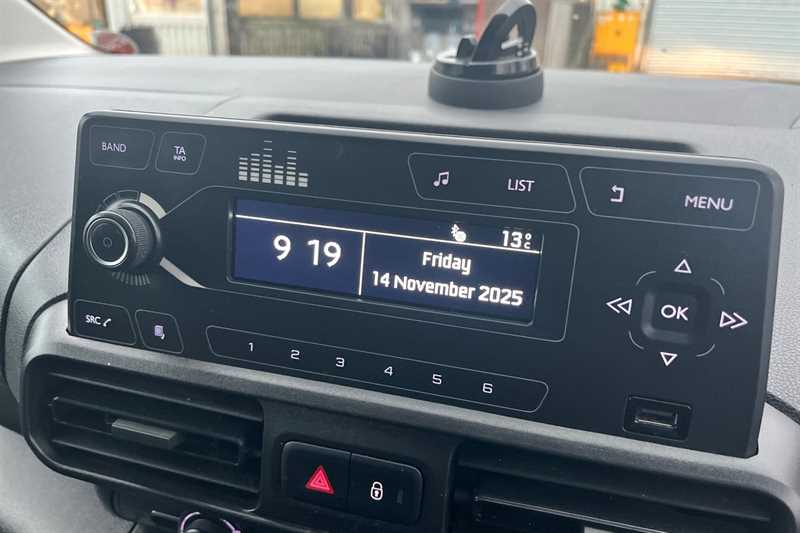 BAND
TA
INFO
LIST
MENU
13°C
9 19
Friday
14 November 2025
OK
SRC
1 2 3 4 5 6